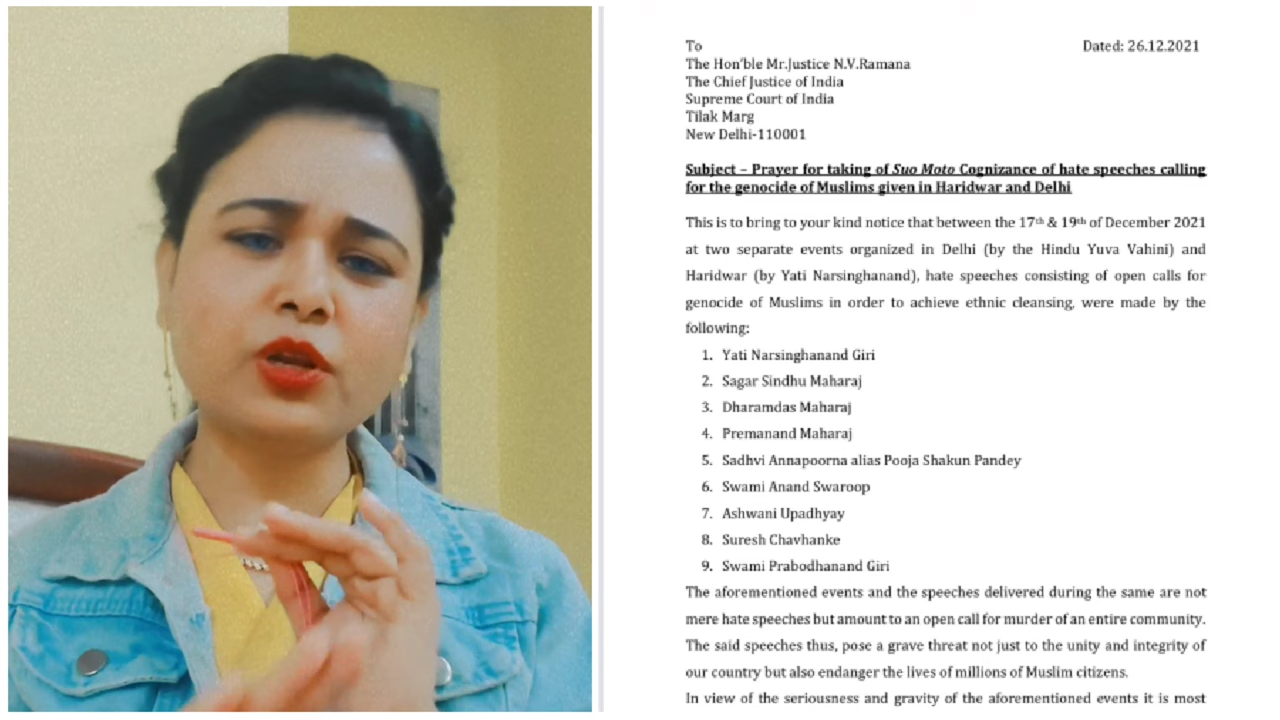 To
Dated: 26.12.2021
The Hon'ble Mr.Justice N.V.Ramana
The Chief Justice of India
Supreme Court of India
Tilak Marg
New Delhi-110001
Subject – Prayer for taking of Suo Moto Cognizance of hate speeches calling
for the genocide of Muslims given in Haridwar and Delhi
This is to bring to your kind notice that between the 17th & 19th of December 2021
at two separate events organized in Delhi (by the Hindu Yuva Vahini) and
Haridwar (by Yati Narsinghanand), hate speeches consisting of open calls for
genocide of Muslims in order to achieve ethnic cleansing, were made by the
following:
1. Yati Narsinghanand Giri
2. Sagar Sindhu Maharaj
3. Dharamdas Maharaj
4. Premanand Maharaj
5. Sadhvi Annapoorna alias Pooja Shakun Pandey
6. Swami Anand Swaroop
7. Ashwani Upadhyay
8. Suresh Chavhanke
9. Swami Prabodhanand Giri
The aforementioned events and the speeches delivered during the same are not
mere hate speeches but amount to an open call for murder of an entire community.
The said speeches thus, pose a grave threat not just to the unity and integrity of
our country but also endanger the lives of millions of Muslim citizens.
In view of the seriousness and gravity of the aforementioned events it is most